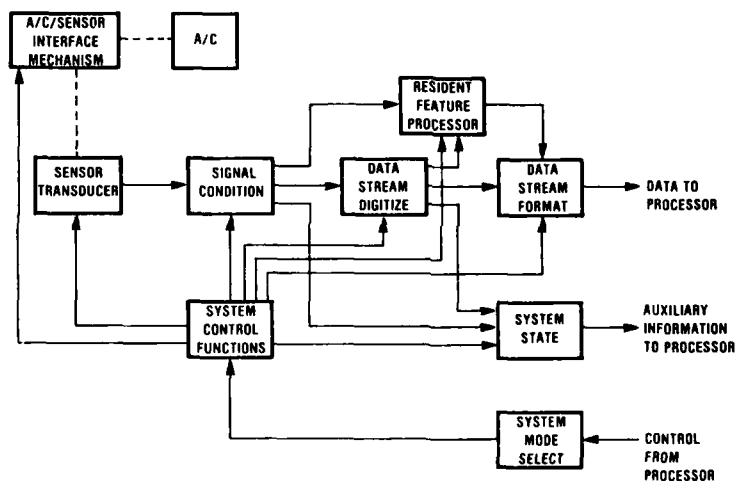 A/C/SENSOR
INTERFACE
MECHANISM
A/C
RESIDENT
FEATURE
PROCESSOR
SENSOR
TRANSDUCER
SIGNAL
CONDITION
DATA
STREAM
DIGITIZE
DATA
STREAM
FORMAT
DATA TO
PROCESSOR
SYSTEM
CONTROL
FUNCTIONS
SYSTEM
STATE
AUXILIARY
INFORMATION
TO PROCESSOR
SYSTEM
MODE
SELECT
CONTROL
FROM
PROCESSOR